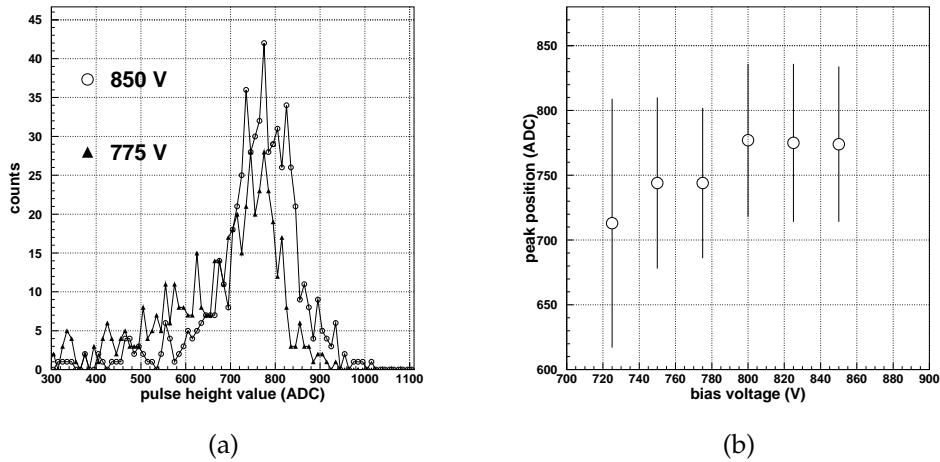 45
40
35
30
25
20
15
10
5
0
counts
850 V
775 V
300 400 500 600 700 800 900 1000 1100
pulse height value (ADC)
(a)
850
800
750
700
650
600
peak position (ADC)
700 720 740 760 780 800 820 840 860 880 900
bias voltage (V)
(b)